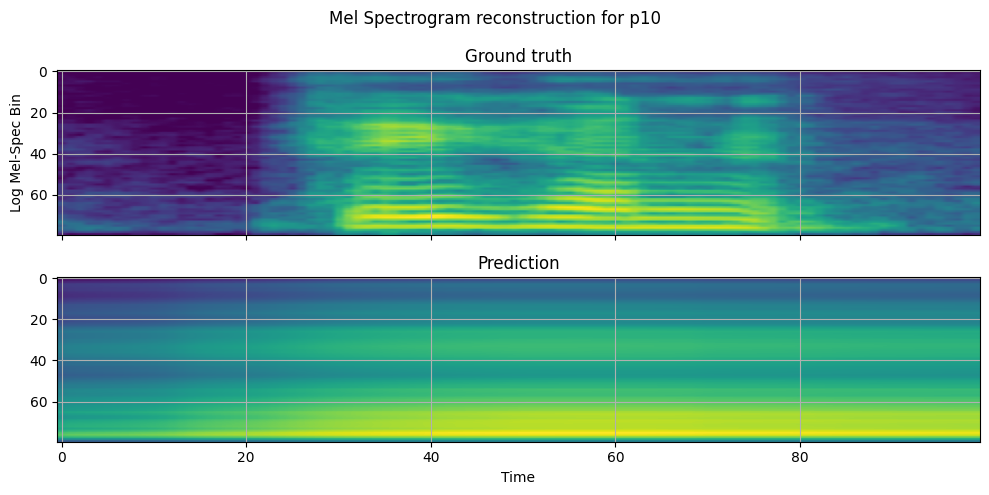 Mel Spectrogram reconstruction for p10
Ground truth
0
20
40
60
Log Mel-Spec Bin
Prediction
0
20
40
60
0 20 40 60 80
Time